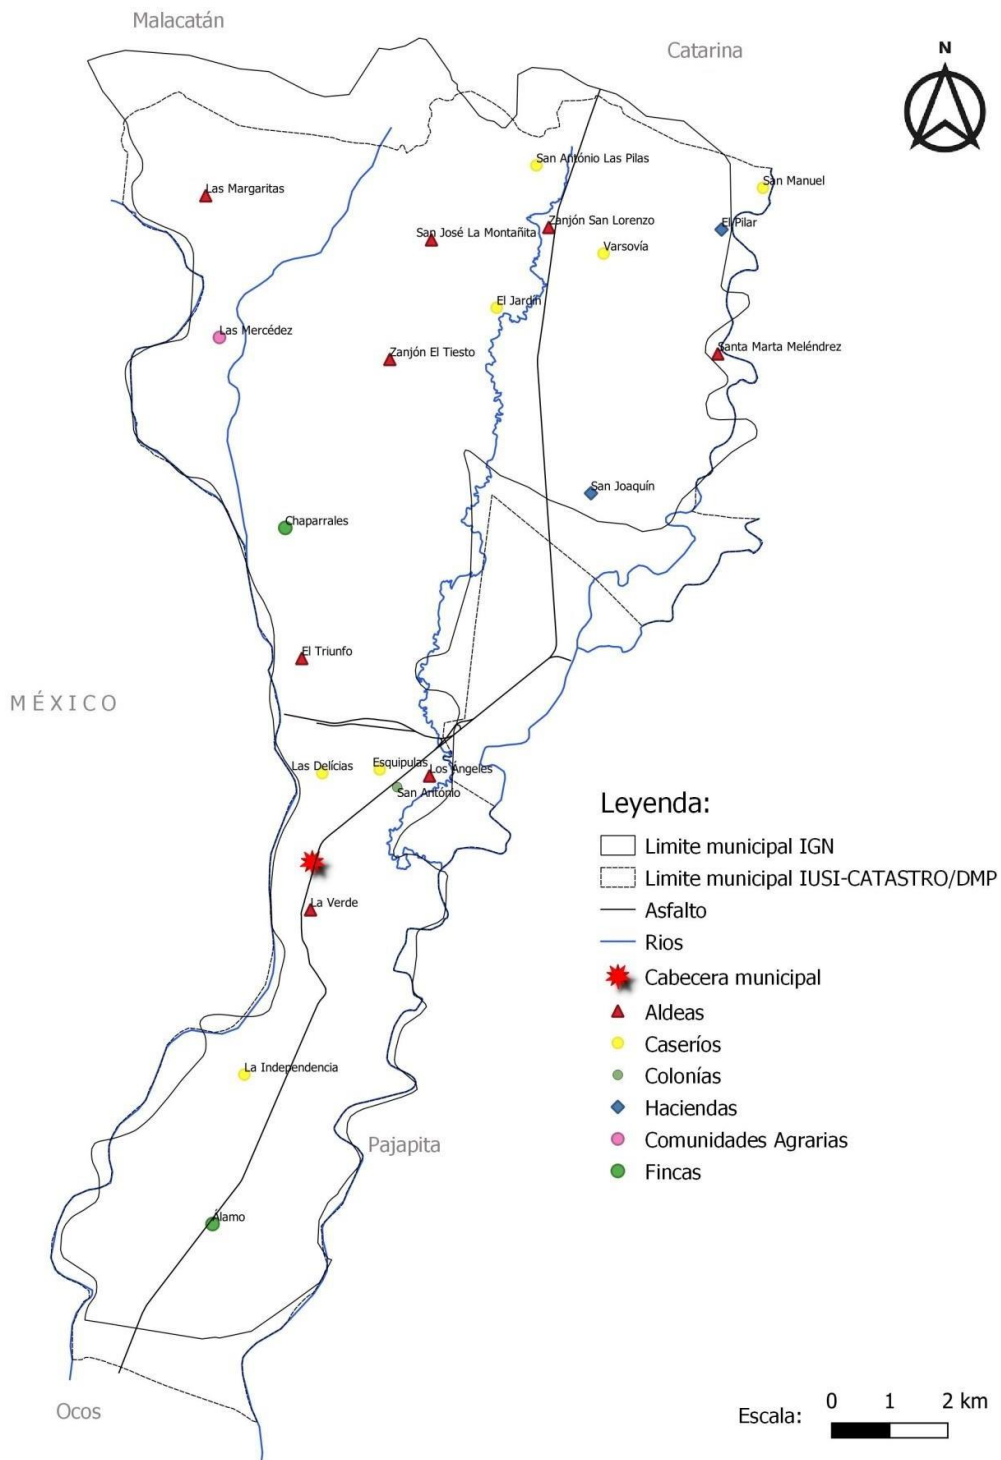 Malacatán
Catarina
N
San António Las Pilas
San Manuel
Las Margaritas
Zanjón San Lorenzo
El Pilar
San José La Montañita
Varsovía
El Jardín
Las Mercédez
Santa Marta Meléndrez
Zanjón El Tiesto
San Joaquín
Chaparrales
El Triunfo
MÉXICO
Esquipulas
Las Delícias
Los Ángeles
San António
Leyenda:
Limite municipal IGN
Limite municipal IUSI-CATASTRO/DMP
La Verde
Asfalto
Rios
Cabecera municipal
Aldeas
Caseríos
La Independencia
Colonías
Haciendas
Pajapita
Comunidades Agrarias
Fincas
Álamo
Ocos
0 1 2 km
Escala: